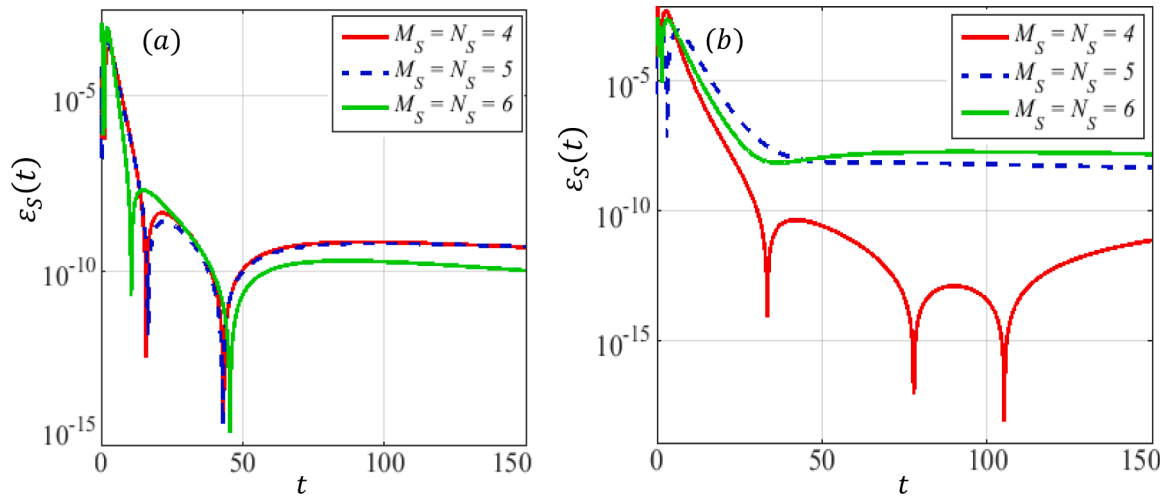 (a)
M_S = N_S = 4
M_S = N_S = 5
M_S = N_S = 6
ε_S(t)
10^-5
10^-10
10^-15
0 50 100 150
t
(b)
M_S = N_S = 4
M_S = N_S = 5
M_S = N_S = 6
ε_S(t)
10^-5
10^-10
10^-15
0 50 100 150
t